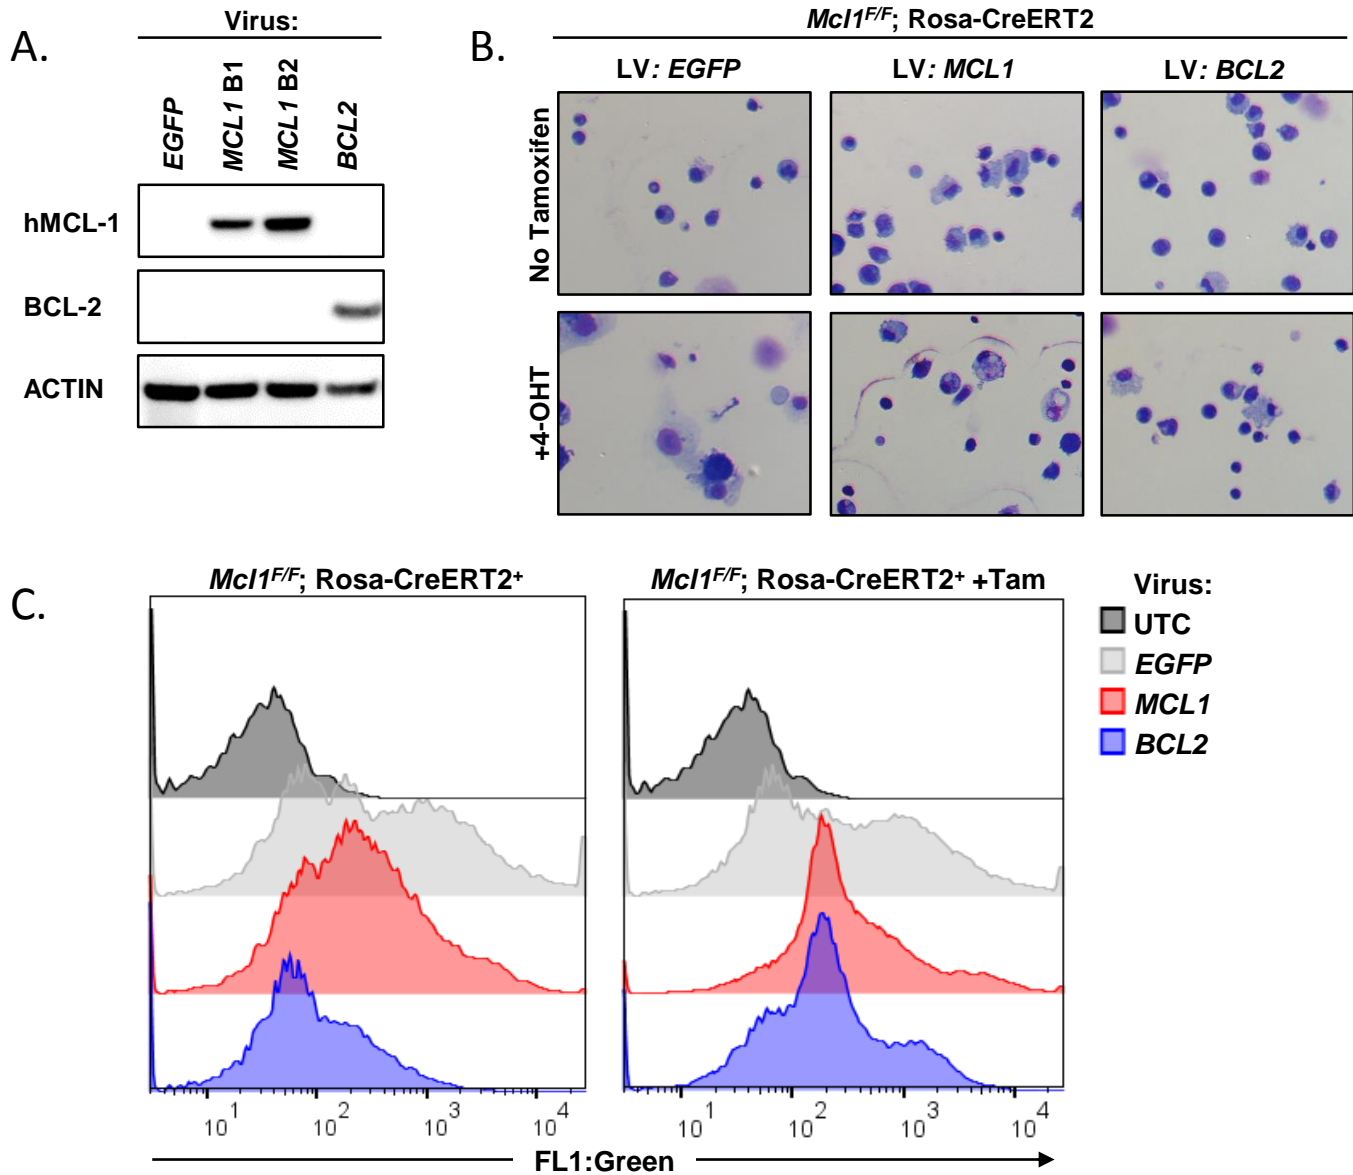 A.
Virus:
EGFP
MCL1 B1
MCL1 B2
BCL2
hMCL-1
BCL-2
ACTIN
B.
Mcl1F/F; Rosa-CreERT2
LV: EGFP
LV: MCL1
LV: BCL2
No Tamoxifen
+4-OHT
C.
Mcl1F/F; Rosa-CreERT2+
Mcl1F/F; Rosa-CreERT2+ +Tam
Virus:
UTC
EGFP
MCL1
BCL2
10 1
10 2
10 3
10 4
10 1
10 2
10 3
10 4
FL1:Green